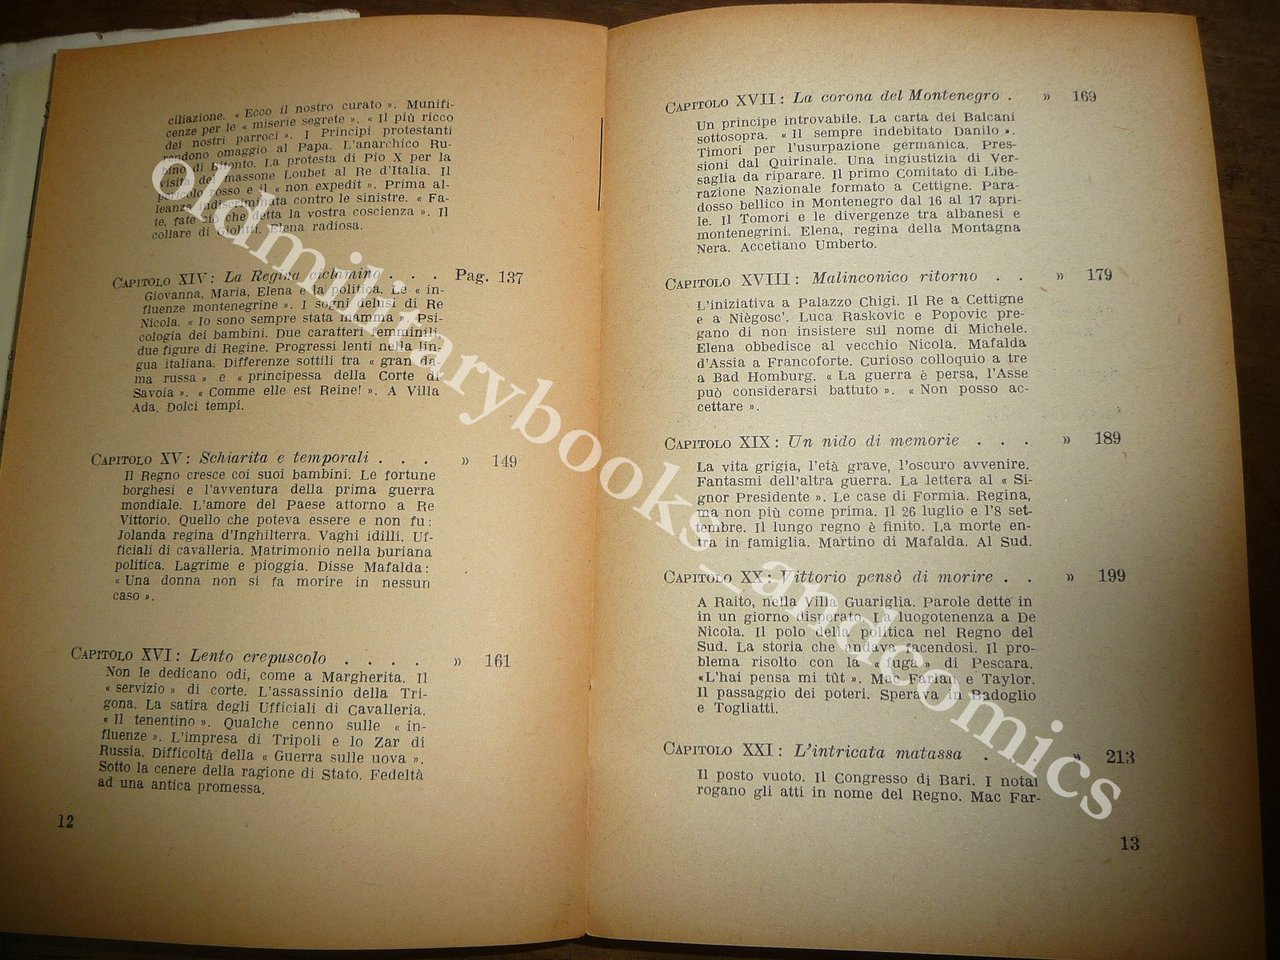 ciliazione. « Ecco il nostro curato ». Munifi-
cenze per le « miserie segrete ». « Il più ricco
dei nostri parroci ». I Principi protestanti
rendono omaggio al Papa. L'anarchico Ru-
bino di Bitonto. La protesta di Pio X per la
visita del massone Loubet al Re d'Italia. Il
pericolo rosso e il « non expedit ». Prima al-
leanza indiscriminata contro le sinistre. « Fa-
te, fate ciò che detta la vostra coscienza ». Il
collare di Giolitti. Elena radiosa.
CAPITOLO XIV: La Regina ciclamino . . . Pag. 137
Giovanna, Maria, Elena e la politica. Le « in-
fluenze montenegrine ». I sogni delusi di Re
Nicola. « Io sono sempre stata mamma ». Psi-
cologia dei bambini. Due caratteri femminili,
due figure di Regine. Progressi lenti nella lin-
gua italiana. Differenze sottili tra « gran da-
ma russa » e « principessa della Corte di
Savoia ». « Comme elle est Reine! ». A Villa
Ada. Dolci tempi.
CAPITOLO XV: Schiarita e temporali . . . » 149
Il Regno cresce coi suoi bambini. Le fortune
borghesi e l'avventura della prima guerra
mondiale. L'amore del Paese attorno a Re
Vittorio. Quello che poteva essere e non fu:
Jolanda regina d'Inghilterra. Vaghi idilli. Uf-
ficiali di cavalleria. Matrimonio nella buriana
politica. Lagrime e pioggia. Disse Mafalda:
« Una donna non si fa morire in nessun
caso ».
CAPITOLO XVI: Lento crepuscolo . . . . » 161
Non le dedicano odi, come a Margherita. Il
« servizio » di corte. L'assassinio della Tri-
gona. La satira degli Ufficiali di Cavalleria.
« Il tenentino ». Qualche cenno sulle « in-
fluenze ». L'impresa di Tripoli e lo Zar di
Russia. Difficoltà della « Guerra sulle uova ».
Sotto la cenere della ragione di Stato. Fedeltà
ad una antica promessa.
12
CAPITOLO XVII: La corona del Montenegro . » 169
Un principe introvabile. La carta dei Balcani
sottosopra. « Il sempre indebitato Danilo ».
Timori per l'usurpazione germanica. Pres-
sioni dal Quirinale. Una ingiustizia di Ver-
saglia da riparare. Il primo Comitato di Libe-
razione Nazionale formato a Cettigne. Para-
dosso bellico in Montenegro dal 16 al 17 apri-
le. Il Tomori e le divergenze tra albanesi e
montenegrini. Elena, regina della Montagna
Nera. Accettano Umberto.
CAPITOLO XVIII: Malinconico ritorno . . » 179
L'iniziativa a Palazzo Chigi. Il Re a Cettigne
e a Niègosc'. Luca Raskovic e Popovic pre-
gano di non insistere sul nome di Michele.
Elena obbedisce al vecchio Nicola. Mafalda
d'Assia a Francoforte. Curioso colloquio a tre
a Bad Homburg. « La guerra è persa, l'Asse
può considerarsi battuto ». « Non posso ac-
cettare ».
CAPITOLO XIX: Un nido di memorie . . . » 189
La vita grigia, l'età grave, l'oscuro avvenire.
Fantasmi dell'altra guerra. La lettera al « Si-
gnor Presidente ». Le case di Formia. Regina,
ma non più come prima. Il 26 luglio e l'8 set-
tembre. Il lungo regno è finito. La morte en-
tra in famiglia. Martino di Mafalda. Al Sud.
CAPITOLO XX: Vittorio pensò di morire . . » 199
A Raito, nella Villa Guariglia. Parole dette in
in un giorno disperato. La luogotenenza a De
Nicola. Il polo della politica nel Regno del
Sud. La storia che andava facendosi. Il pro-
blema risolto con la « fuga » di Pescara.
«L'hai pensa mi tût ». Mac Farlan e Taylor.
Il passaggio dei poteri. Sperava in Badoglio
e Togliatti.
CAPITOLO XXI: L'intricata matassa . » 213
Il posto vuoto. Il Congresso di Bari. I notai
rogano gli atti in nome del Regno. Mac Far-
13
oldmilitarybooks_andcomics